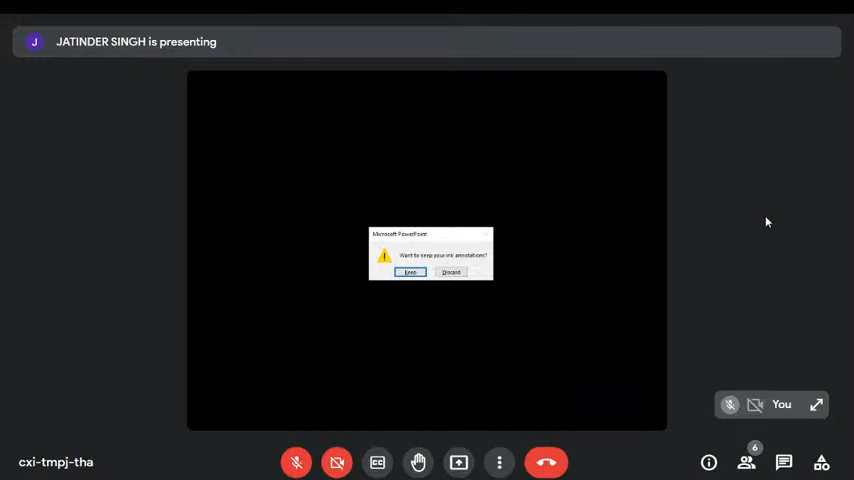 J JATINDER SINGH is presenting
Microsoft PowerPoint
Want to keep your ink annotations?
Keep Discard
You
6
cxi-tmpj-tha
CC